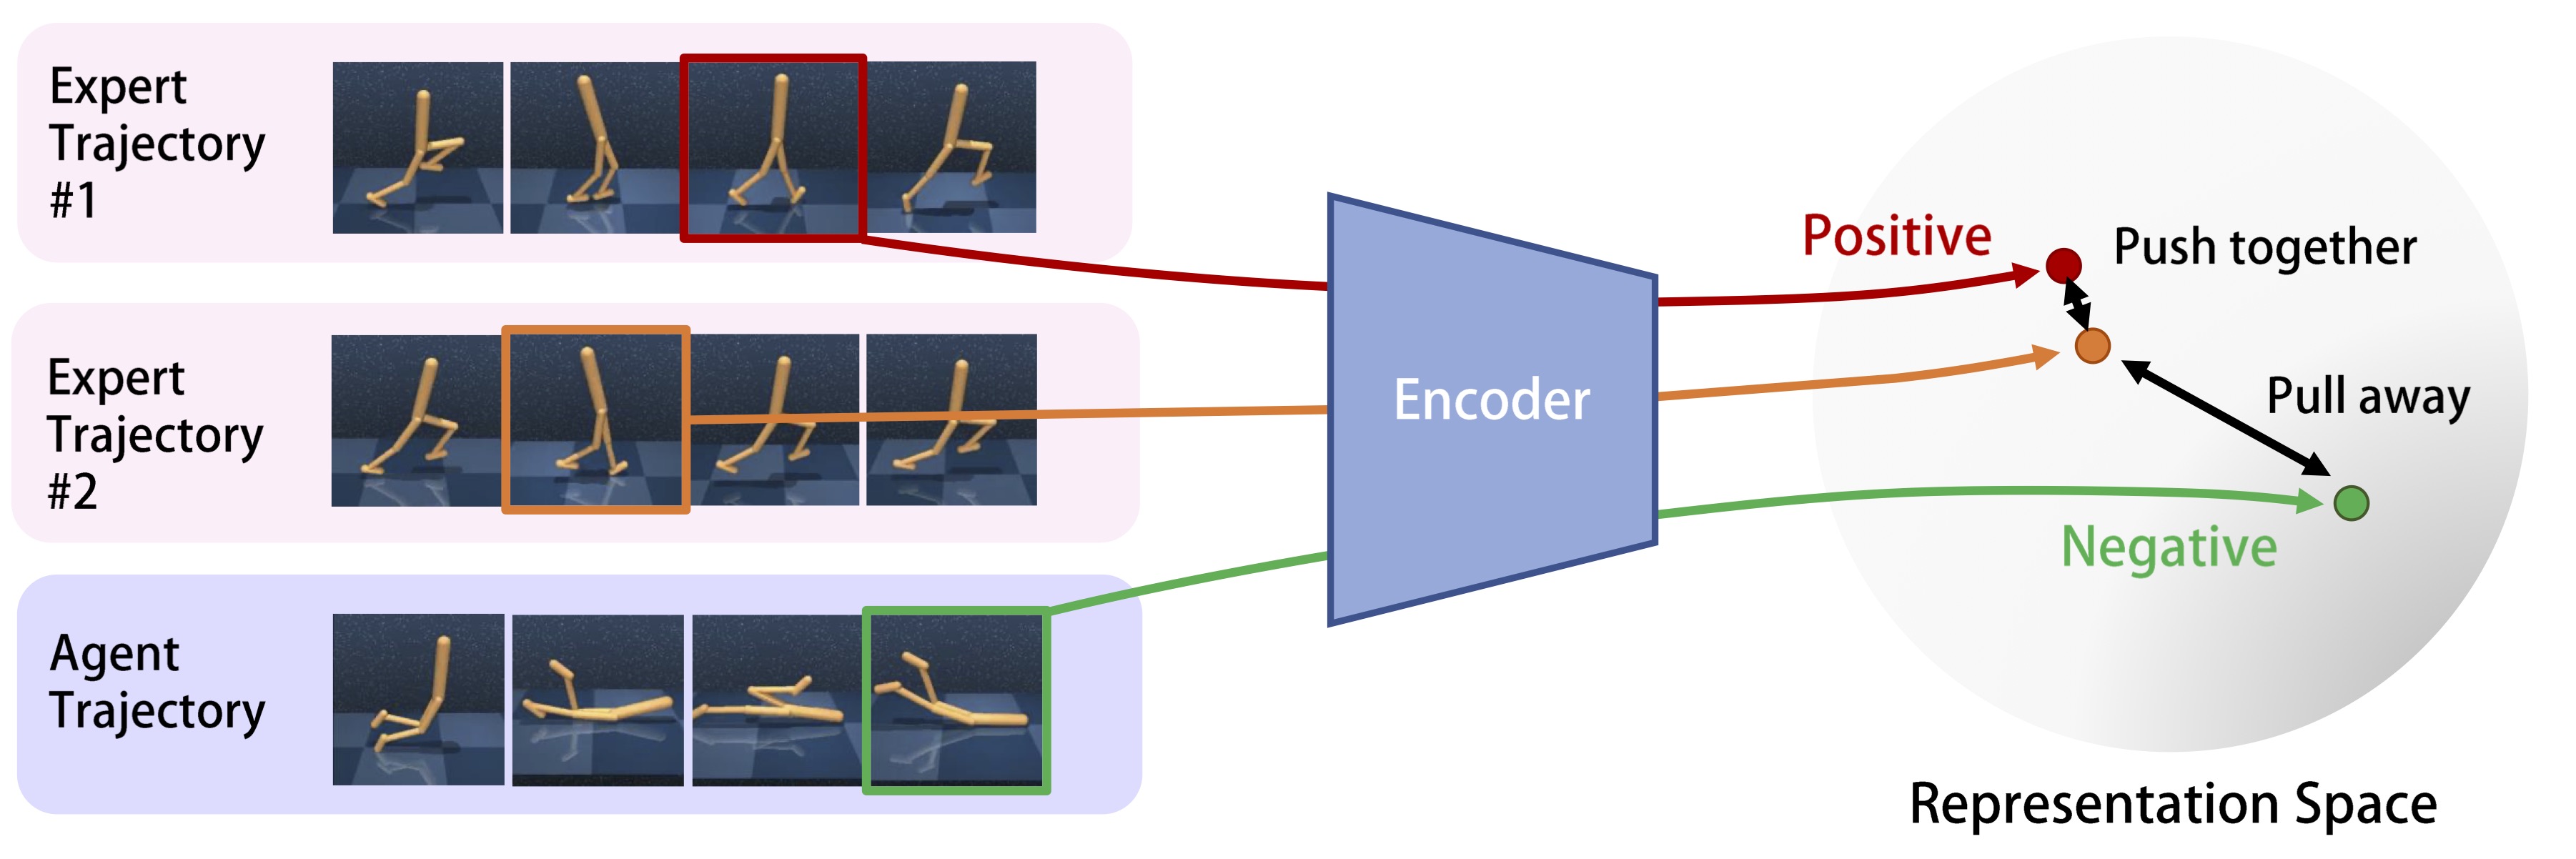 Expert
Trajectory
#1
Expert
Trajectory
#2
Agent
Trajectory
Encoder
Positive
Push together
Pull away
Negative
Representation Space